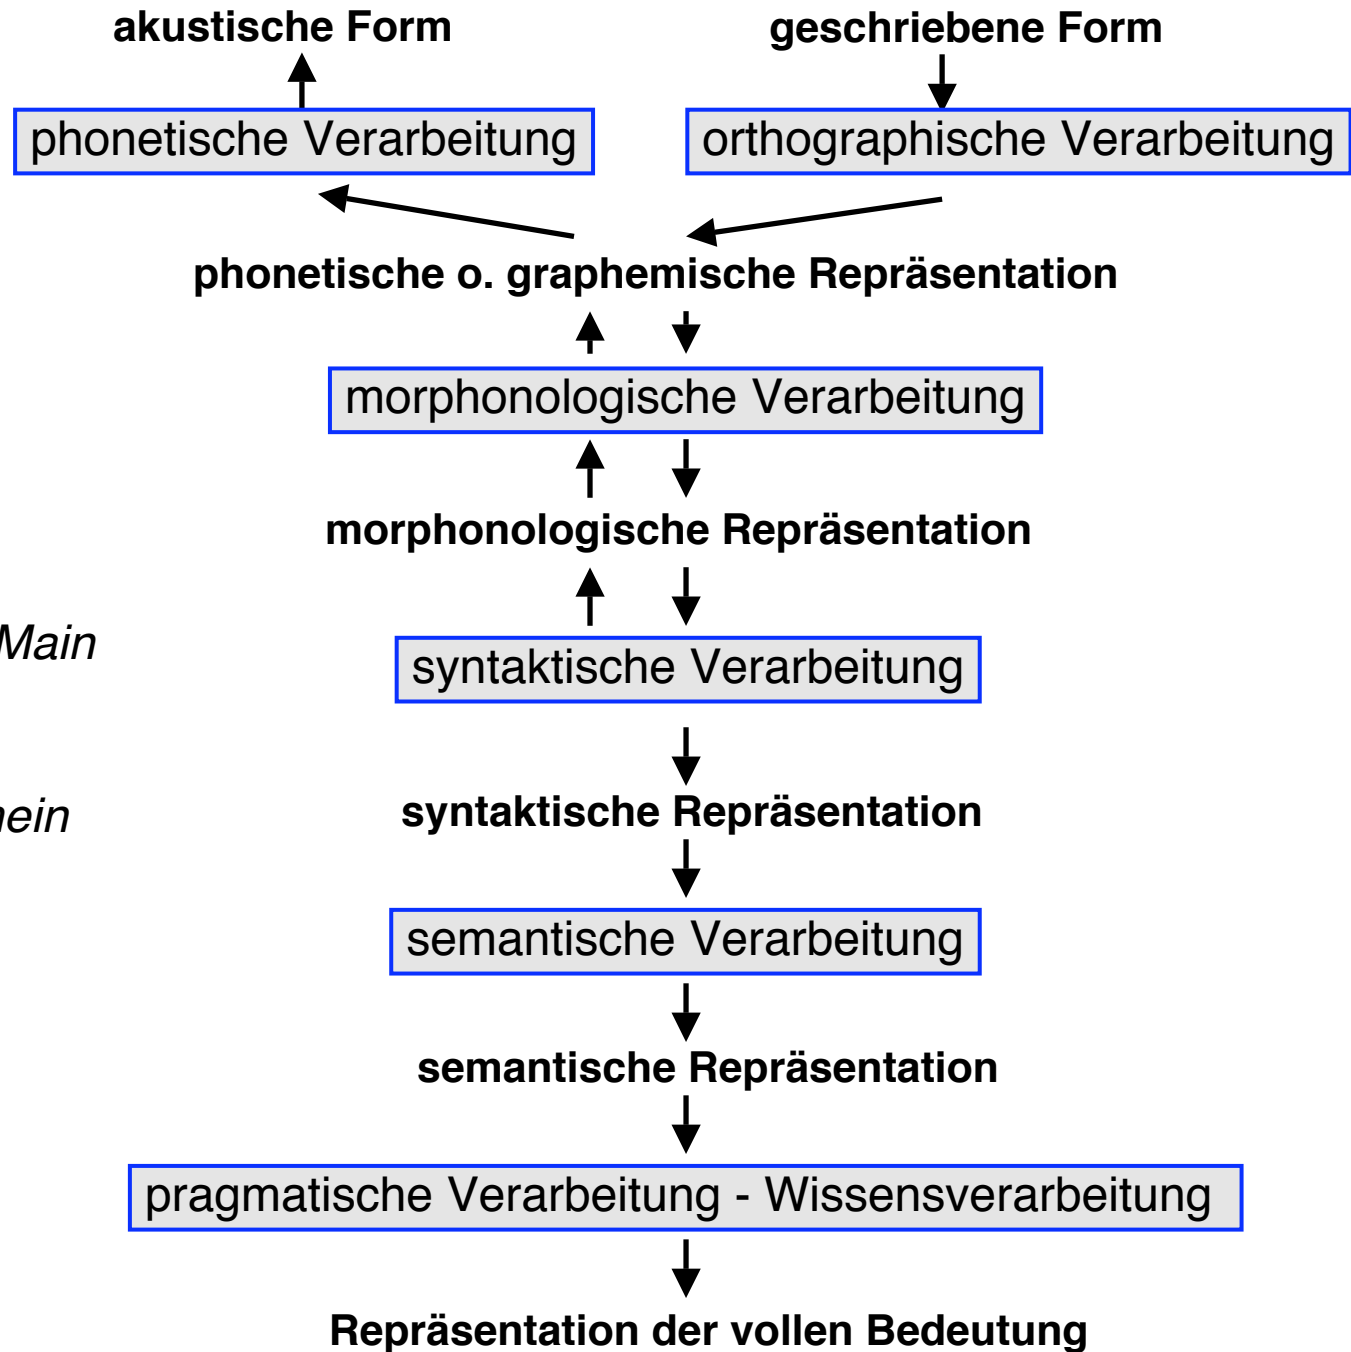 akustische Form
geschriebene Form
phonetische Verarbeitung
orthographische Verarbeitung
phonetische o. graphemische Repräsentation
morphonologische Verarbeitung
morphonologische Repräsentation
Main
syntaktische Verarbeitung
syntaktische Repräsentation
semantische Verarbeitung
semantische Repräsentation
pragmatische Verarbeitung - Wissensverarbeitung
Repräsentation der vollen Bedeutung